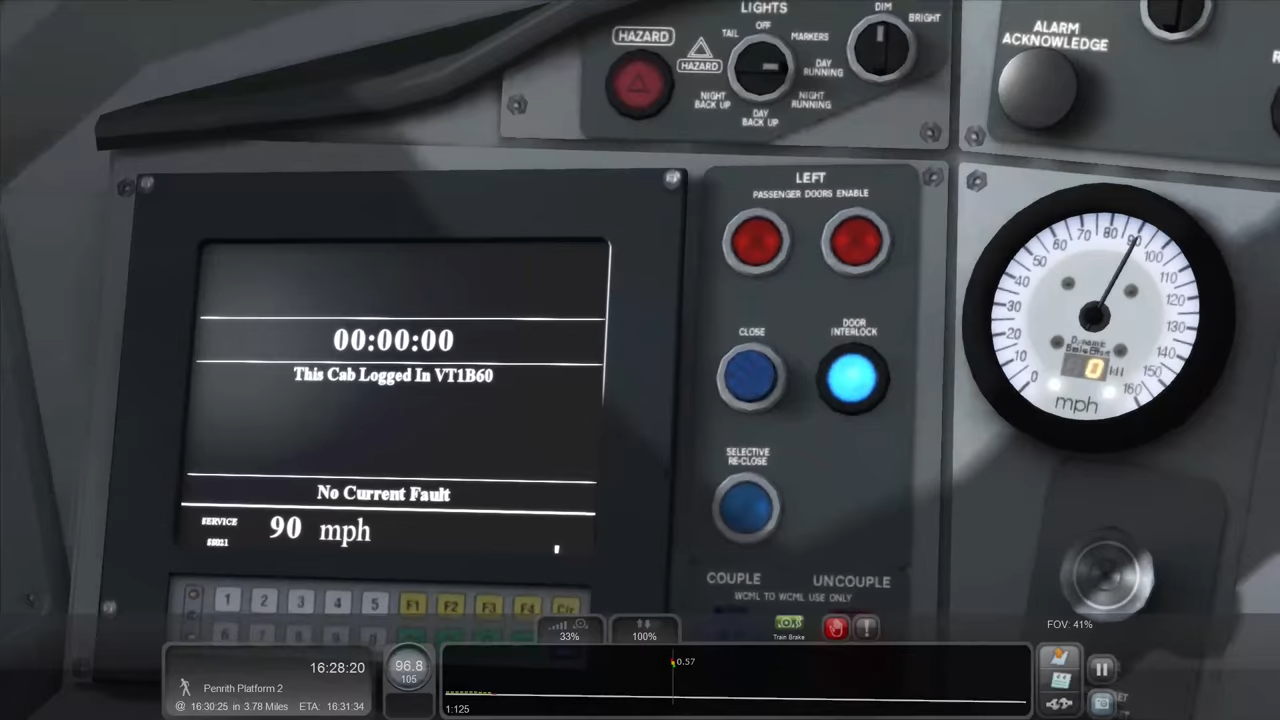 LIGHTS
OFF
TAIL
MARKERS
DAY
RUNNING
NIGHT
RUNNING
DAY
BACK UP
NIGHT
BACK UP
HAZARD
HAZARD
DIM
BRIGHT
ALARM
ACKNOWLEDGE
LEFT
PASSENGER DOORS ENABLE
CLOSE
DOOR
INTERLOCK
SELECTIVE
RE-CLOSE
COUPLE
UNCOUPLE
WCML TO WCML USE ONLY
00:00:00
This Cab Logged In VT1B60
No Current Fault
SERVICE
90 mph
1 2 3 4 5 F1 F2 F3 F4 Clr
0 10 20 30 40 50 60 70 80 90 100 110 120 130 140 150 160
Dynamic
0
mph
33%
100%
Train Brake
FOV: 41%
16:28:20
Penrith Platform 2
@ 16:30:25 in 3.78 Miles ETA: 16:31:34
96.8
105
0.57
1:125